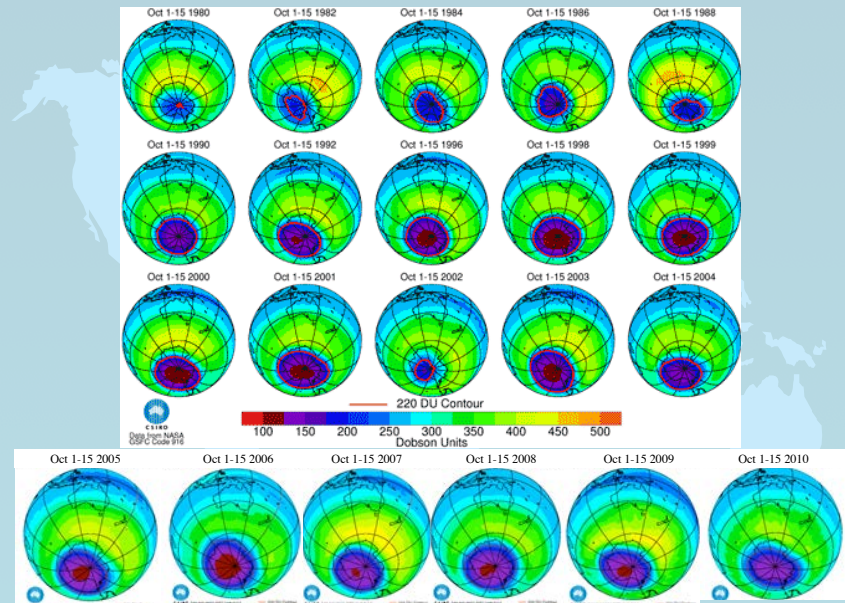 Oct 1-15 1980 Oct 1-15 1982 Oct 1-15 1984 Oct 1-15 1986 Oct 1-15 1988
Oct 1-15 1990 Oct 1-15 1992 Oct 1-15 1996 Oct 1-15 1998 Oct 1-15 1999
Oct 1-15 2000 Oct 1-15 2001 Oct 1-15 2002 Oct 1-15 2003 Oct 1-15 2004
220 DU Contour
100 150 200 250 300 350 400 450 500
Dobson Units
CSIRO
Data from NASA
GSFC Code 916
Oct 1-15 2005 Oct 1-15 2006 Oct 1-15 2007 Oct 1-15 2008 Oct 1-15 2009 Oct 1-15 2010